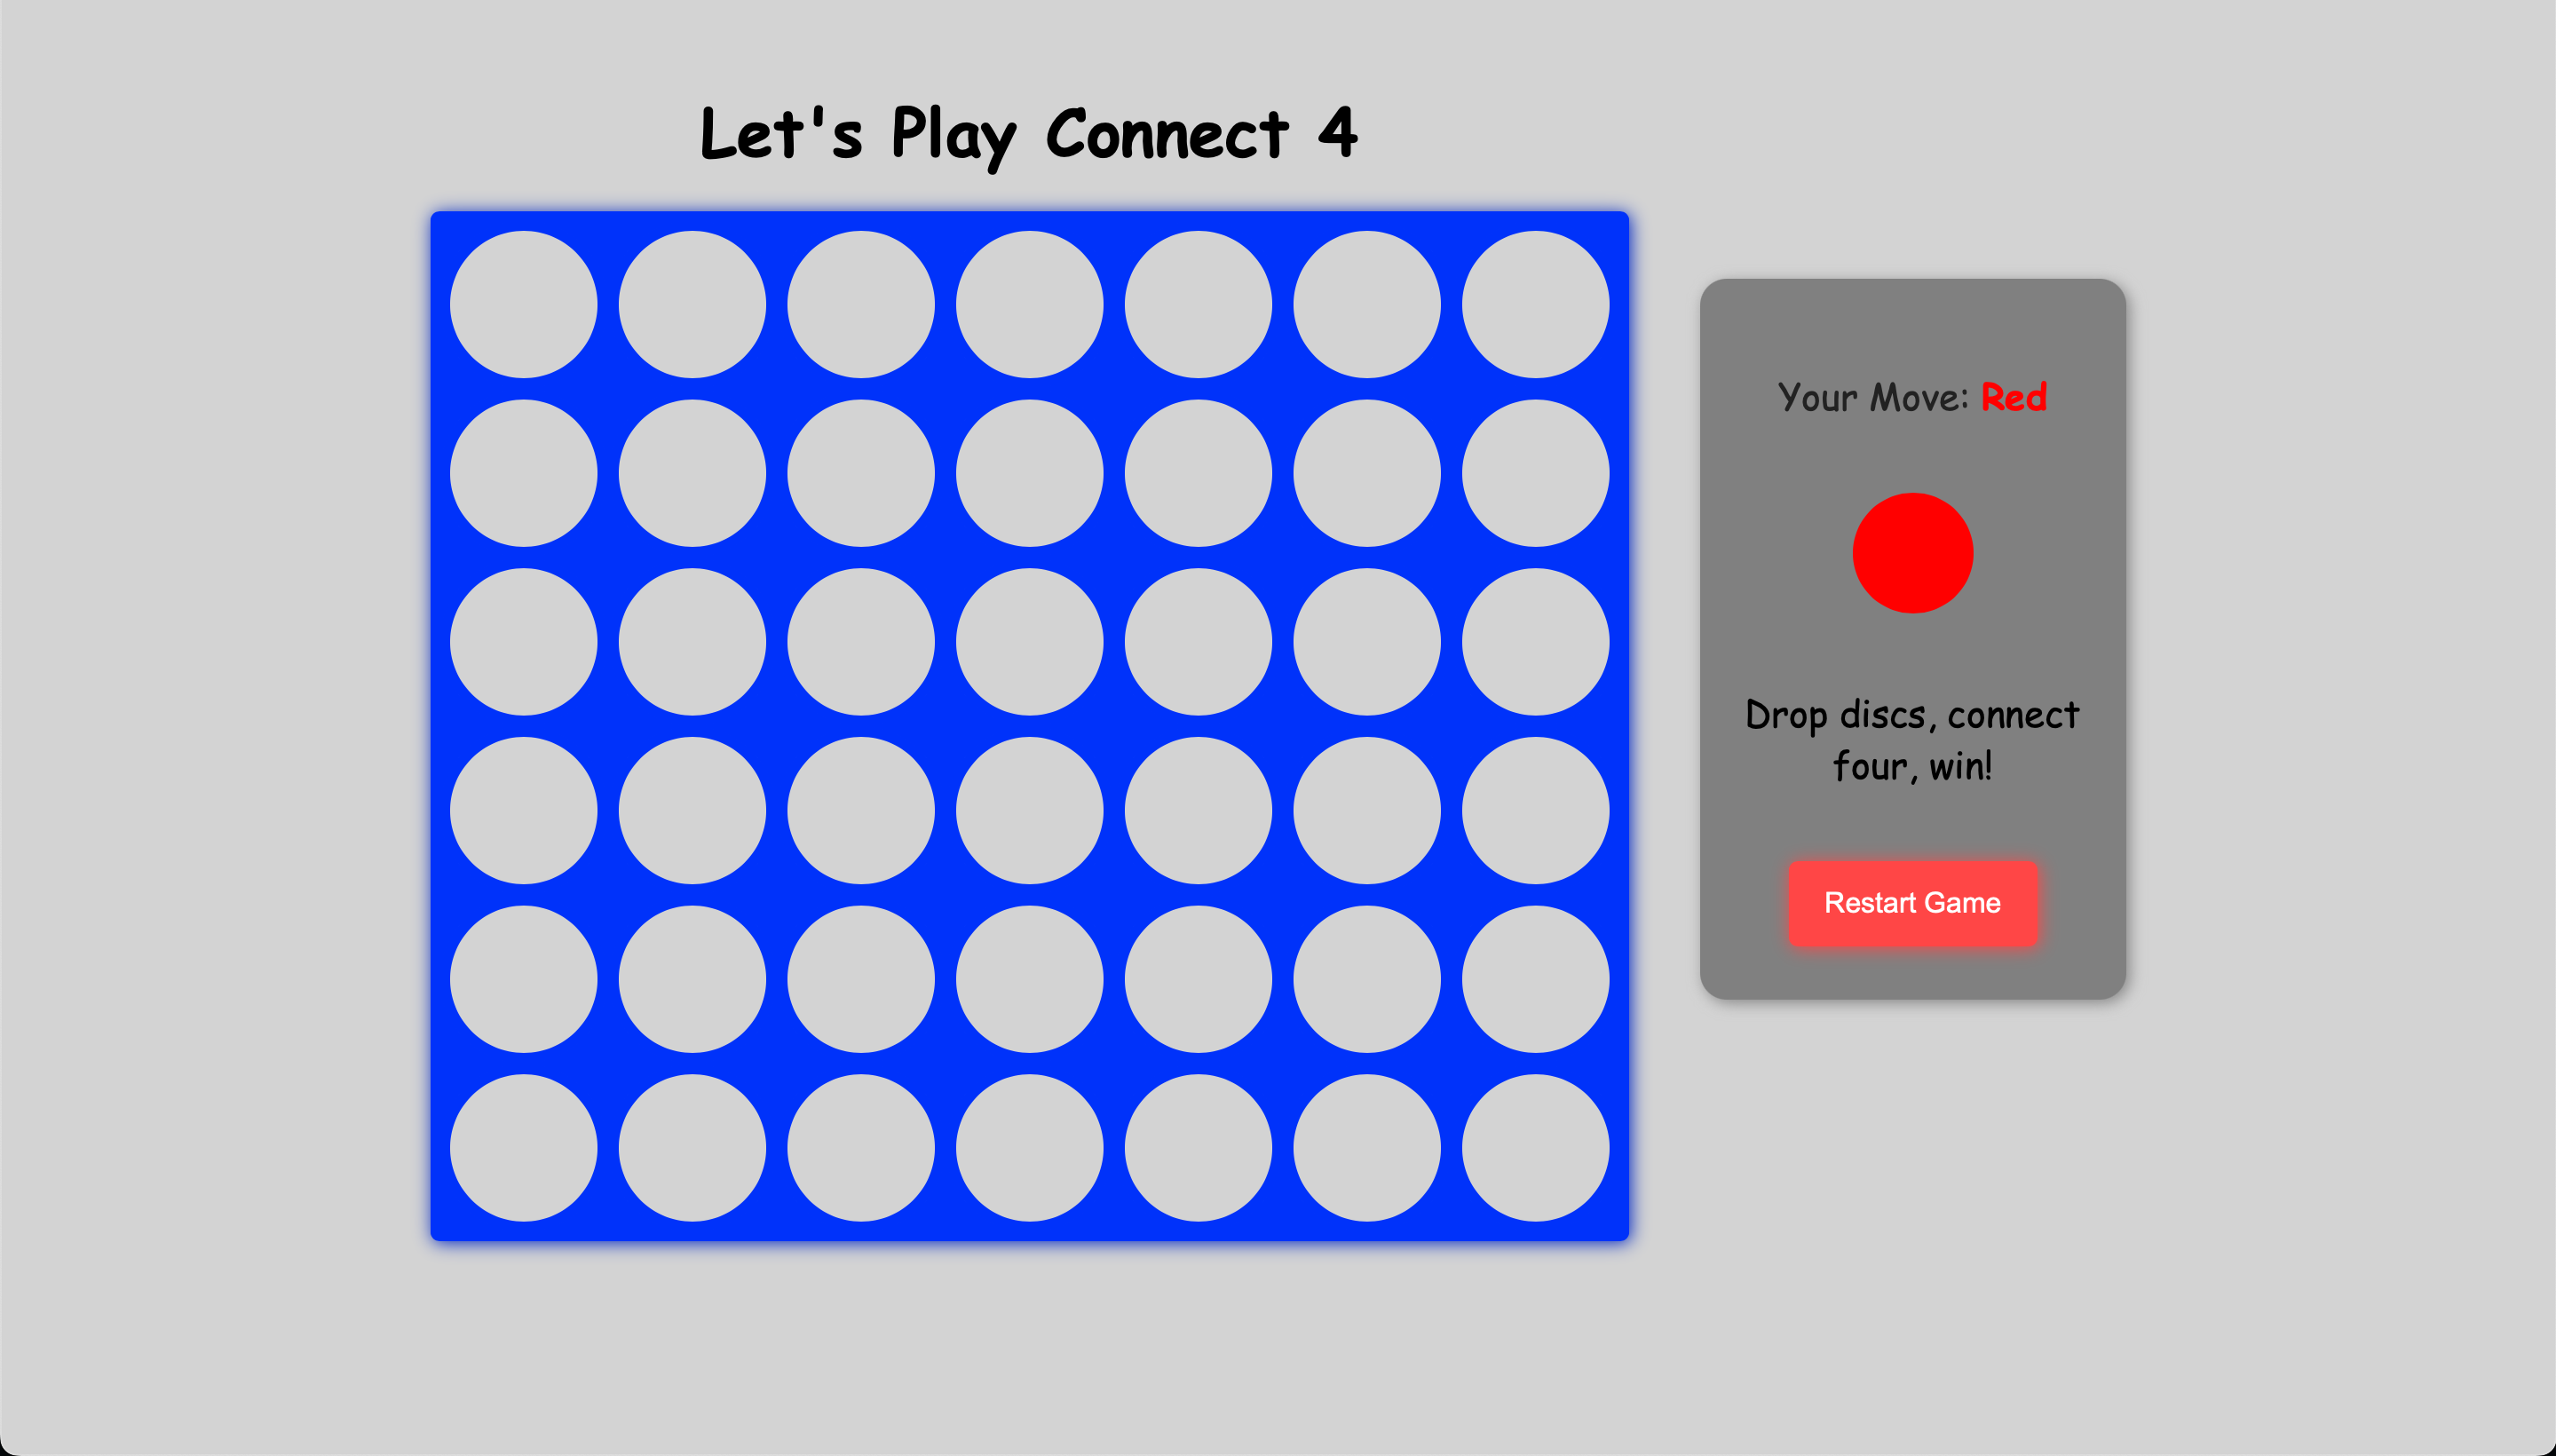 Let's Play Connect 4
Your Move: Red
Drop discs, connect
four, win!
Restart Game